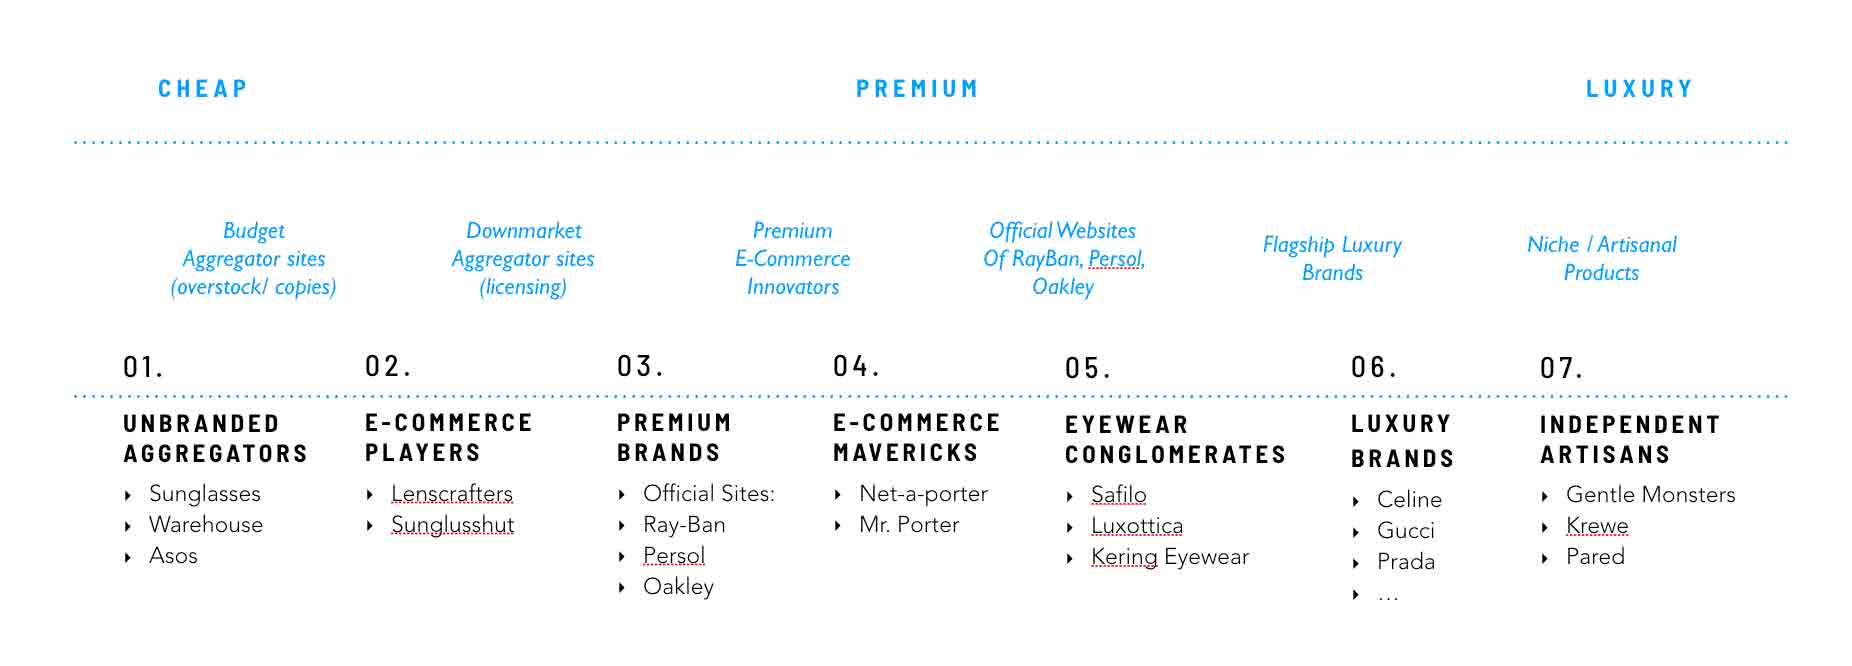 CHEAP
PREMIUM
LUXURY
Budget
Aggregator sites
(overstock/ copies)
Downmarket
Aggregator sites
(licensing)
Premium
E-Commerce
Innovators
Official Websites
Of RayBan, Persol,
Oakley
Flagship Luxury
Brands
Niche / Artisanal
Products
01.
UNBRANDED
AGGREGATORS
Sunglasses
Warehouse
Asos
02.
E-COMMERCE
PLAYERS
Lenscrafters
Sunglusshut
03.
PREMIUM
BRANDS
Official Sites:
Ray-Ban
Persol
Oakley
04.
E-COMMERCE
MAVERICKS
Net-a-porter
Mr. Porter
05.
EYEWEAR
CONGLOMERATES
Safilo
Luxottica
Kering Eyewear
06.
LUXURY
BRANDS
Celine
Gucci
Prada
...
07.
INDEPENDENT
ARTISANS
Gentle Monsters
Krewe
Pared